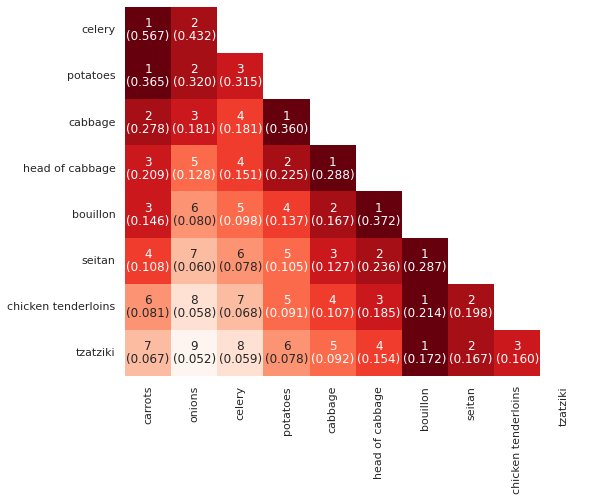 celery 1 2
(0.567) (0.432)
potatoes 1 2 3
(0.365) (0.320) (0.315)
cabbage 2 3 4 1
(0.278) (0.181) (0.181) (0.360)
head of cabbage 3 5 4 2 1
(0.209) (0.128) (0.151) (0.225) (0.288)
bouillon 3 6 5 4 2 1
(0.146) (0.080) (0.098) (0.137) (0.167) (0.372)
seitan 4 7 6 5 3 2 1
(0.108) (0.060) (0.078) (0.105) (0.127) (0.236) (0.287)
chicken tenderloins 6 8 7 5 4 3 1 2
(0.081) (0.058) (0.068) (0.091) (0.107) (0.185) (0.214) (0.198)
tzatziki 7 9 8 6 5 4 1 2 3
(0.067) (0.052) (0.059) (0.078) (0.092) (0.154) (0.172) (0.167) (0.160)
carrots
onions
celery
potatoes
cabbage
head of cabbage
bouillon
seitan
chicken tenderloins
tzatziki